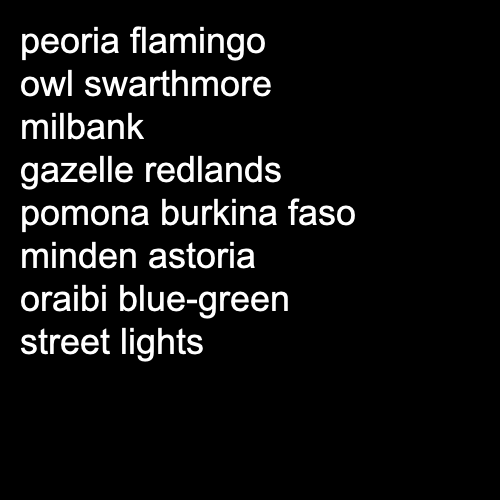 peoria flamingo
owl swarthmore
milbank
gazelle redlands
pomona burkina faso
minden astoria
oraibi blue-green
street lights